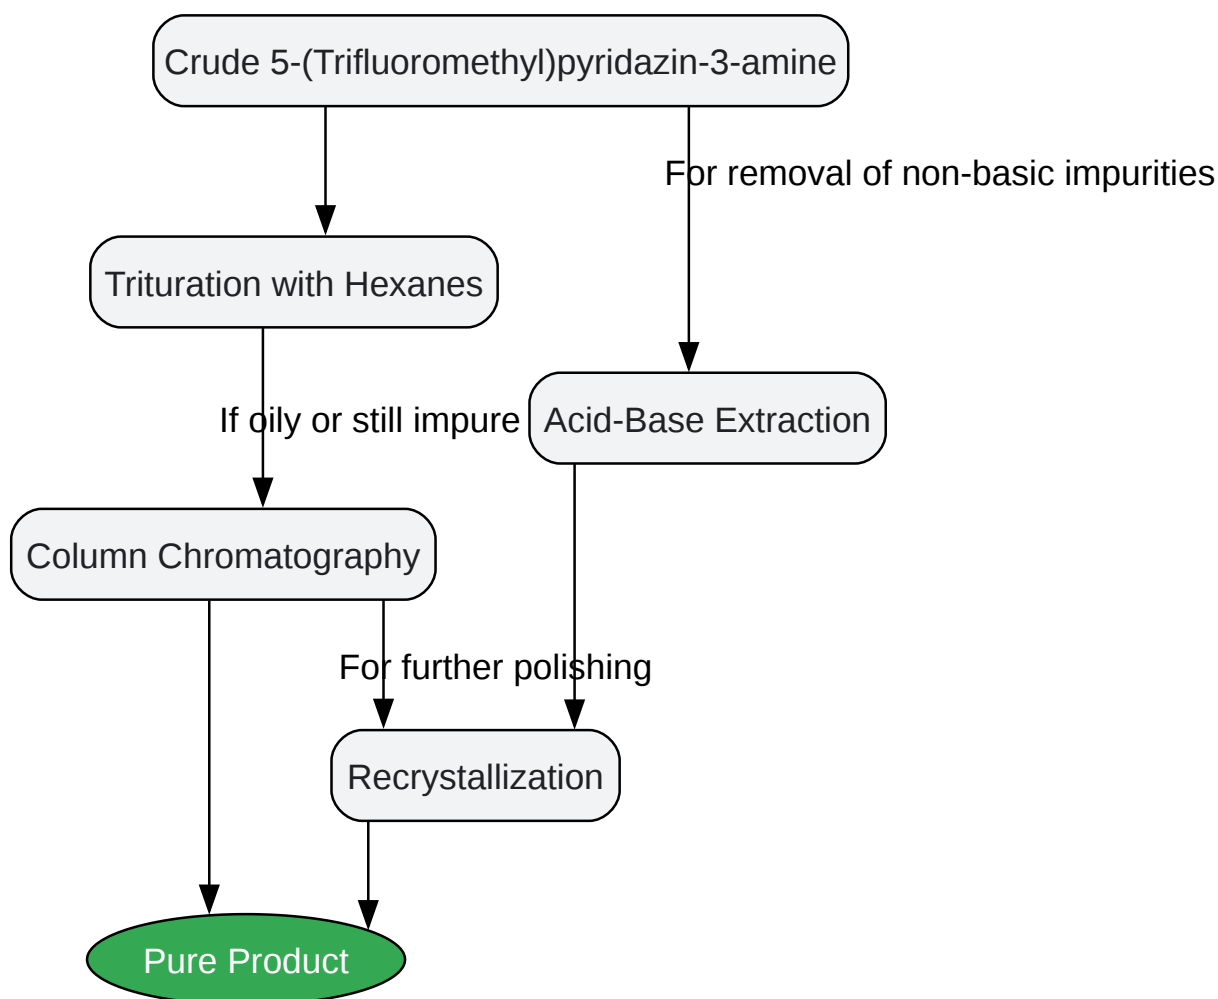 Crude 5-(Trifluoromethyl)pyridazin-3-amine
For removal of non-basic impurities
Trituration with Hexanes
If oily or still impure
Acid-Base Extraction
Column Chromatography
For further polishing
Recrystallization
Pure Product